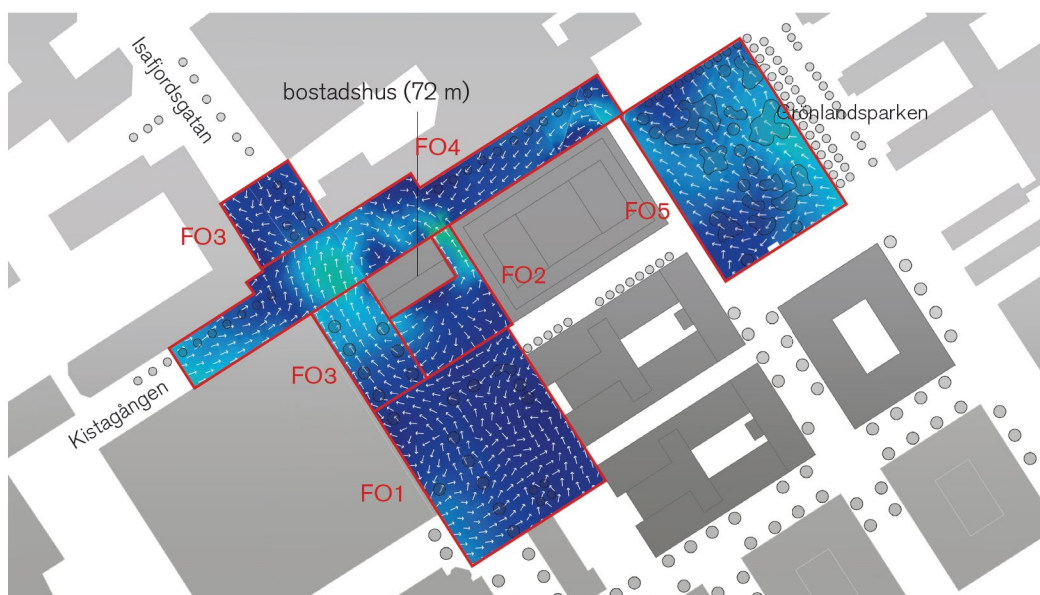 Isafjordsgatan
bostadshus (72 m)
Grönlandsparken
FO4
FO3
FO5
FO2
FO3
Kistagången
FO1